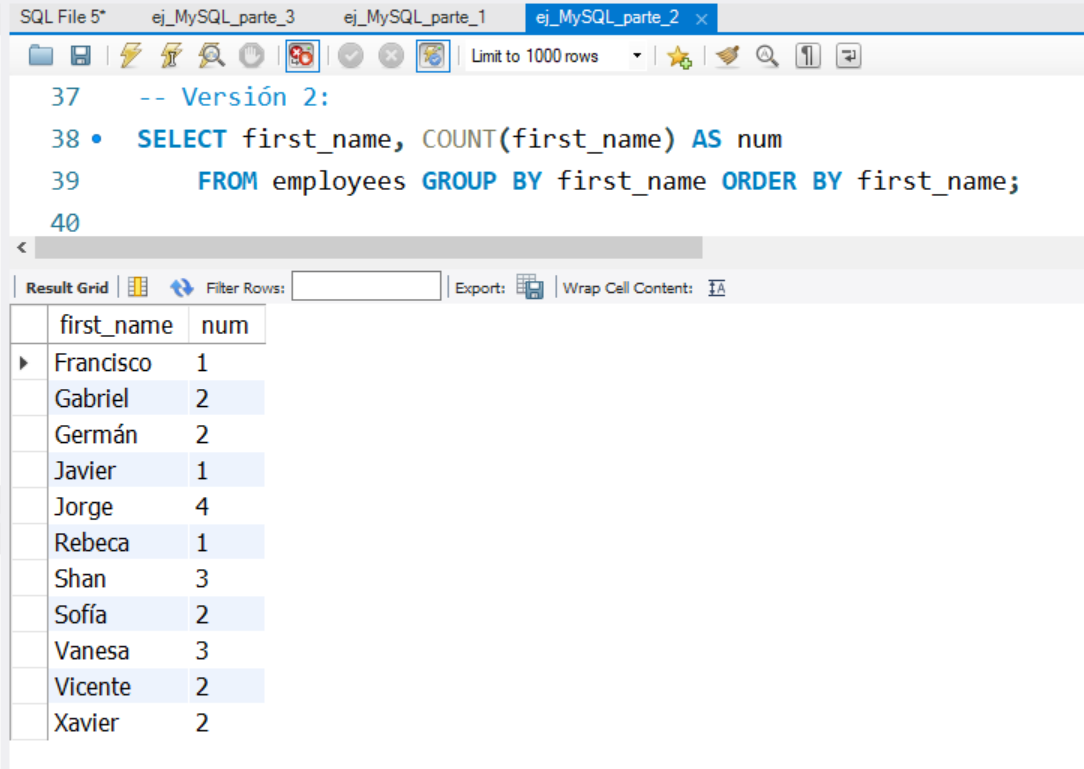 SQL File 5* ej_MySQL_parte_3 ej_MySQL_parte_1 ej_MySQL_parte_2
Limit to 1000 rows
37 -- Versión 2:
38 SELECT first_name, COUNT(first_name) AS num
39 FROM employees GROUP BY first_name ORDER BY first_name;
40
Result Grid Filter Rows: Export: Wrap Cell Content: IA
first_name num
Francisco 1
Gabriel 2
Germán 2
Javier 1
Jorge 4
Rebeca 1
Shan 3
Sofía 2
Vanesa 3
Vicente 2
Xavier 2